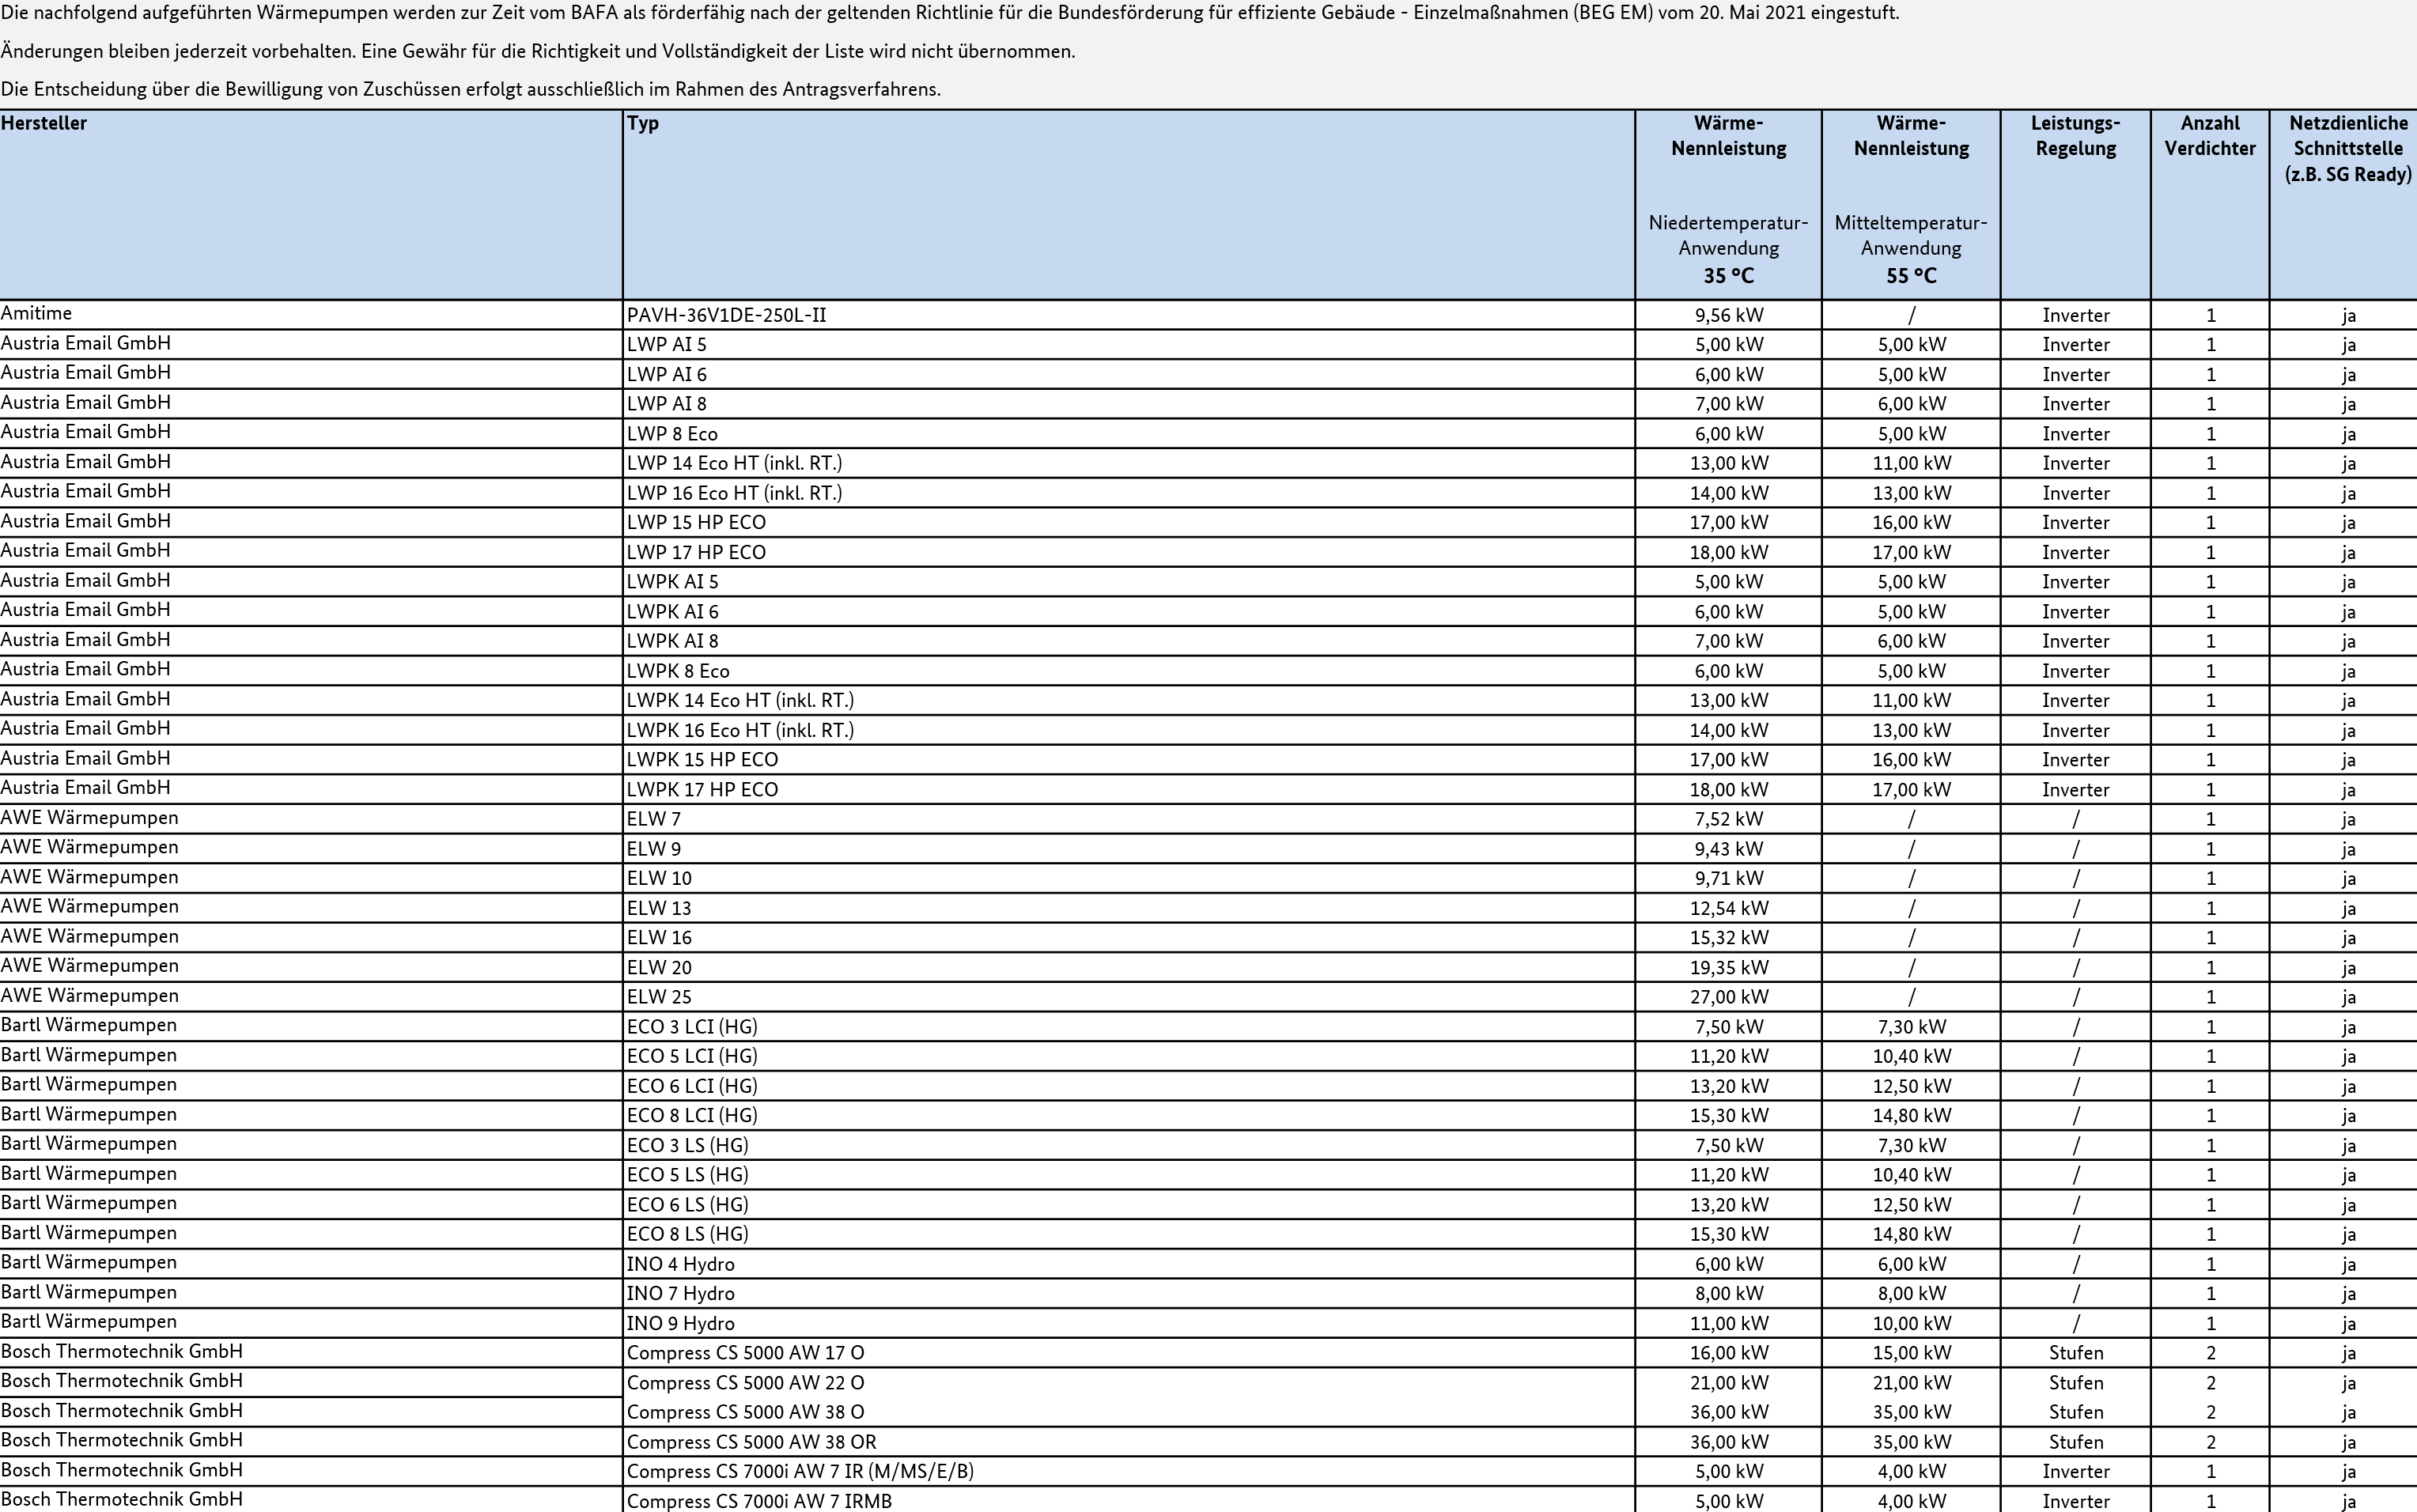 Die nachfolgend aufgeführten Wärmepumpen werden zur Zeit vom BAFA als förderfähig nach der geltenden Richtlinie für die Bundesförderung für effiziente Gebäude - Einzelmaßnahmen (BEG EM) vom 20. Mai 2021 eingestuft.
Änderungen bleiben jederzeit vorbehalten. Eine Gewähr für die Richtigkeit und Vollständigkeit der Liste wird nicht übernommen.
Die Entscheidung über die Bewilligung von Zuschüssen erfolgt ausschließlich im Rahmen des Antragsverfahrens.
Hersteller Typ Wärme- Wärme- Leistungs- Anzahl Netzdienliche
Nennleistung Nennleistung Regelung Verdichter Schnittstelle
(z.B. SG Ready)
Niedertemperatur- Mitteltemperatur-
Anwendung Anwendung
35 °C 55 °C
Amitime PAVH-36V1DE-250L-II 9,56 kW / Inverter 1 ja
Austria Email GmbH LWP AI 5 5,00 kW 5,00 kW Inverter 1 ja
Austria Email GmbH LWP AI 6 6,00 kW 5,00 kW Inverter 1 ja
Austria Email GmbH LWP AI 8 7,00 kW 6,00 kW Inverter 1 ja
Austria Email GmbH LWP 8 Eco 6,00 kW 5,00 kW Inverter 1 ja
Austria Email GmbH LWP 14 Eco HT (inkl. RT.) 13,00 kW 11,00 kW Inverter 1 ja
Austria Email GmbH LWP 16 Eco HT (inkl. RT.) 14,00 kW 13,00 kW Inverter 1 ja
Austria Email GmbH LWP 15 HP ECO 17,00 kW 16,00 kW Inverter 1 ja
Austria Email GmbH LWP 17 HP ECO 18,00 kW 17,00 kW Inverter 1 ja
Austria Email GmbH LWPK AI 5 5,00 kW 5,00 kW Inverter 1 ja
Austria Email GmbH LWPK AI 6 6,00 kW 5,00 kW Inverter 1 ja
Austria Email GmbH LWPK AI 8 7,00 kW 6,00 kW Inverter 1 ja
Austria Email GmbH LWPK 8 Eco 6,00 kW 5,00 kW Inverter 1 ja
Austria Email GmbH LWPK 14 Eco HT (inkl. RT.) 13,00 kW 11,00 kW Inverter 1 ja
Austria Email GmbH LWPK 16 Eco HT (inkl. RT.) 14,00 kW 13,00 kW Inverter 1 ja
Austria Email GmbH LWPK 15 HP ECO 17,00 kW 16,00 kW Inverter 1 ja
Austria Email GmbH LWPK 17 HP ECO 18,00 kW 17,00 kW Inverter 1 ja
AWE Wärmepumpen ELW 7 7,52 kW / / 1 ja
AWE Wärmepumpen ELW 9 9,43 kW / / 1 ja
AWE Wärmepumpen ELW 10 9,71 kW / / 1 ja
AWE Wärmepumpen ELW 13 12,54 kW / / 1 ja
AWE Wärmepumpen ELW 16 15,32 kW / / 1 ja
AWE Wärmepumpen ELW 20 19,35 kW / / 1 ja
AWE Wärmepumpen ELW 25 27,00 kW / / 1 ja
Bartl Wärmepumpen ECO 3 LCI (HG) 7,50 kW 7,30 kW / 1 ja
Bartl Wärmepumpen ECO 5 LCI (HG) 11,20 kW 10,40 kW / 1 ja
Bartl Wärmepumpen ECO 6 LCI (HG) 13,20 kW 12,50 kW / 1 ja
Bartl Wärmepumpen ECO 8 LCI (HG) 15,30 kW 14,80 kW / 1 ja
Bartl Wärmepumpen ECO 3 LS (HG) 7,50 kW 7,30 kW / 1 ja
Bartl Wärmepumpen ECO 5 LS (HG) 11,20 kW 10,40 kW / 1 ja
Bartl Wärmepumpen ECO 6 LS (HG) 13,20 kW 12,50 kW / 1 ja
Bartl Wärmepumpen ECO 8 LS (HG) 15,30 kW 14,80 kW / 1 ja
Bartl Wärmepumpen INO 4 Hydro 6,00 kW 6,00 kW / 1 ja
Bartl Wärmepumpen INO 7 Hydro 8,00 kW 8,00 kW / 1 ja
Bartl Wärmepumpen INO 9 Hydro 11,00 kW 10,00 kW / 1 ja
Bosch Thermotechnik GmbH Compress CS 5000 AW 17 O 16,00 kW 15,00 kW Stufen 2 ja
Bosch Thermotechnik GmbH Compress CS 5000 AW 22 O 21,00 kW 21,00 kW Stufen 2 ja
Bosch Thermotechnik GmbH Compress CS 5000 AW 38 O 36,00 kW 35,00 kW Stufen 2 ja
Bosch Thermotechnik GmbH Compress CS 5000 AW 38 OR 36,00 kW 35,00 kW Stufen 2 ja
Bosch Thermotechnik GmbH Compress CS 7000i AW 7 IR (M/MS/E/B) 5,00 kW 4,00 kW Inverter 1 ja
Bosch Thermotechnik GmbH Compress CS 7000i AW 7 IRMB 5,00 kW 4,00 kW Inverter 1 ja